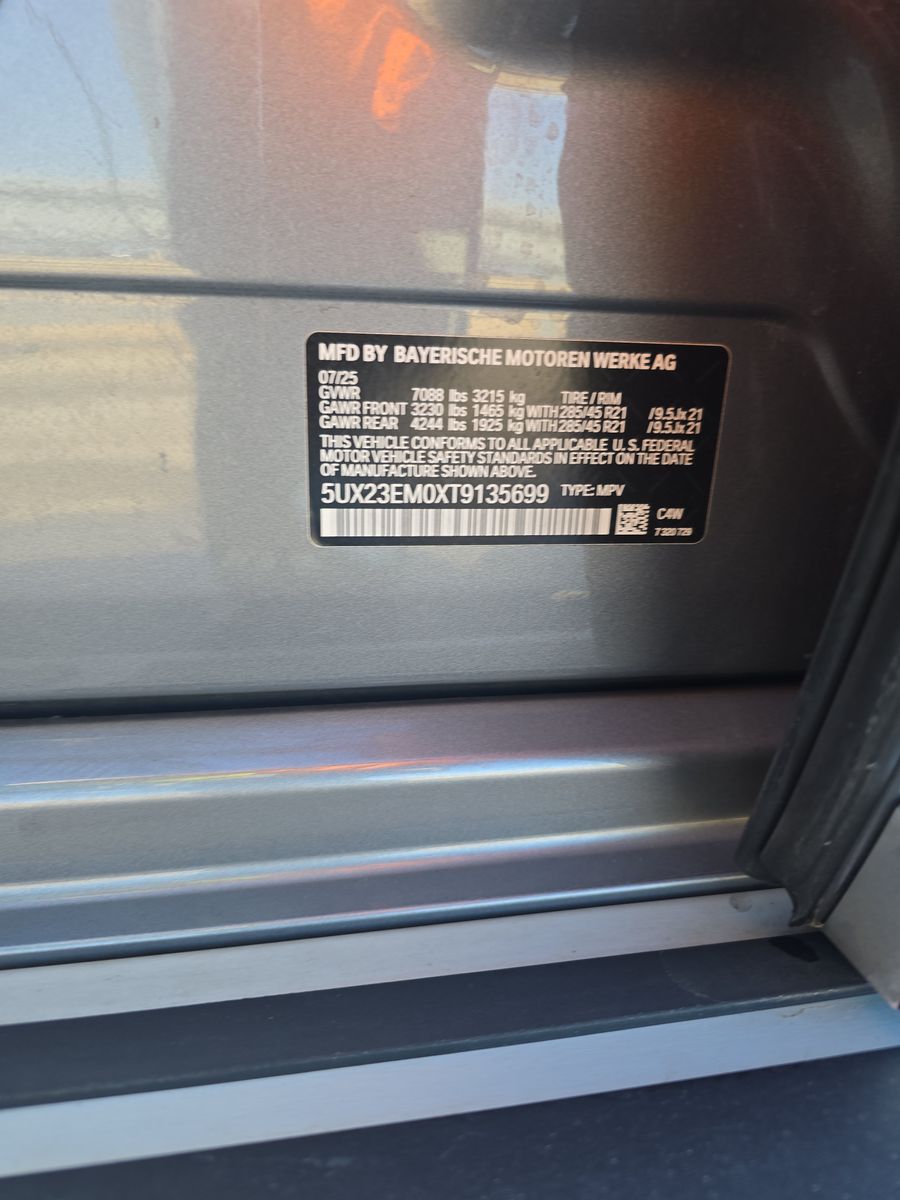 MFD BY BAYERISCHE MOTOREN WERKE AG
07/25
GVWR 7088 lbs 3215 kg TIRE / RIM
GAWR FRONT 3230 lbs 1465 kg WITH 285/45 R21 /9.5Jx21
GAWR REAR 4244 lbs 1925 kg WITH 285/45 R21 /9.5Jx21
THIS VEHICLE CONFORMS TO ALL APPLICABLE U.S. FEDERAL
MOTOR VEHICLE SAFETY STANDARDS IN EFFECT ON THE DATE
OF MANUFACTURE SHOWN ABOVE.
5UX23EM0XT9135699 TYPE: MPV
C4W
7 320 729